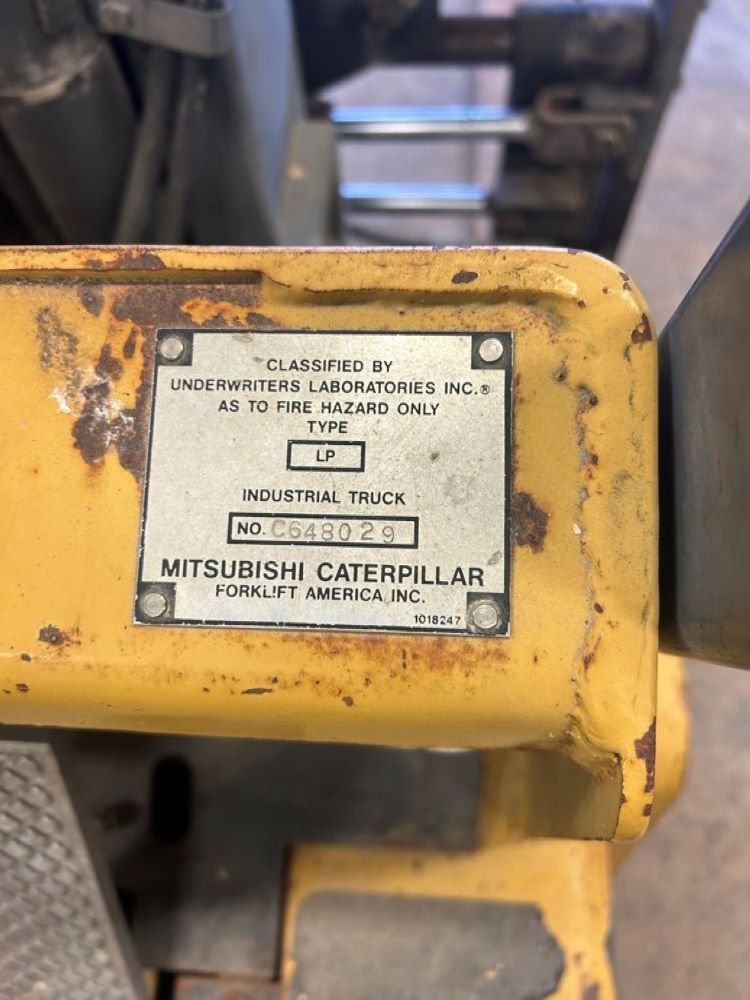 CLASSIFIED BY
UNDERWRITERS LABORATORIES INC.®
AS TO FIRE HAZARD ONLY
TYPE
LP
INDUSTRIAL TRUCK
NO. C648029
MITSUBISHI CATERPILLAR
FORKLIFT AMERICA INC.
1018247